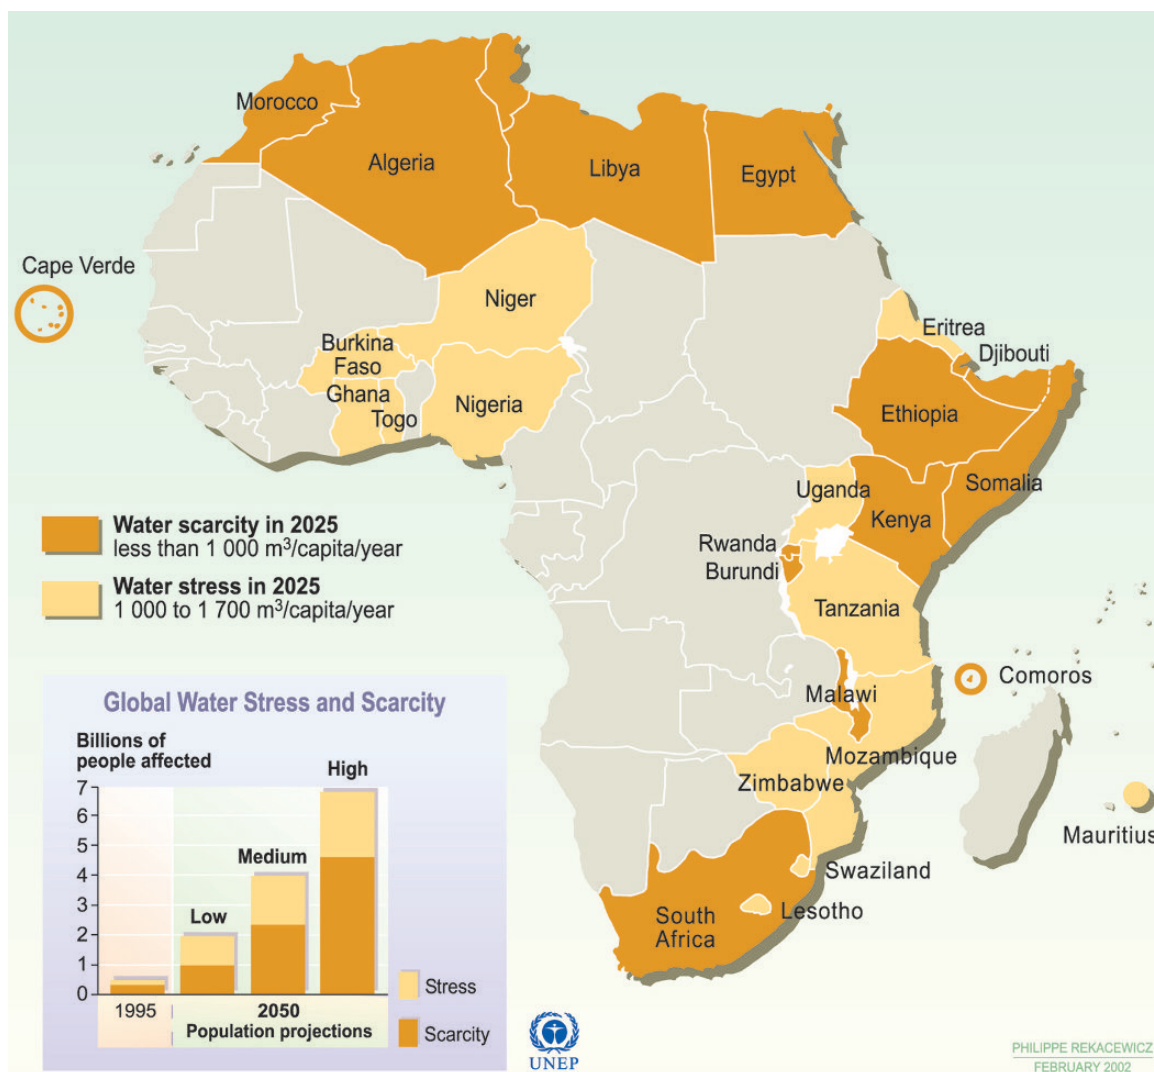 Morocco
Algeria
Libya
Egypt
Cape Verde
Niger
Burkina
Faso
Ghana
Togo
Nigeria
Eritrea
Djibouti
Ethiopia
Somalia
Uganda
Kenya
Rwanda
Burundi
Tanzania
Comoros
Malawi
Mozambique
Zimbabwe
Mauritius
Swaziland
Lesotho
South
Africa
Water scarcity in 2025
less than 1 000 m³/capita/year
Water stress in 2025
1 000 to 1 700 m³/capita/year
Global Water Stress and Scarcity
Billions of
people affected
7
6
5
4
3
2
1
0
High
Medium
Low
1995
2050
Population projections
Stress
Scarcity
UNEP
PHILIPPE REKACEWICZ
FEBRUARY 2002